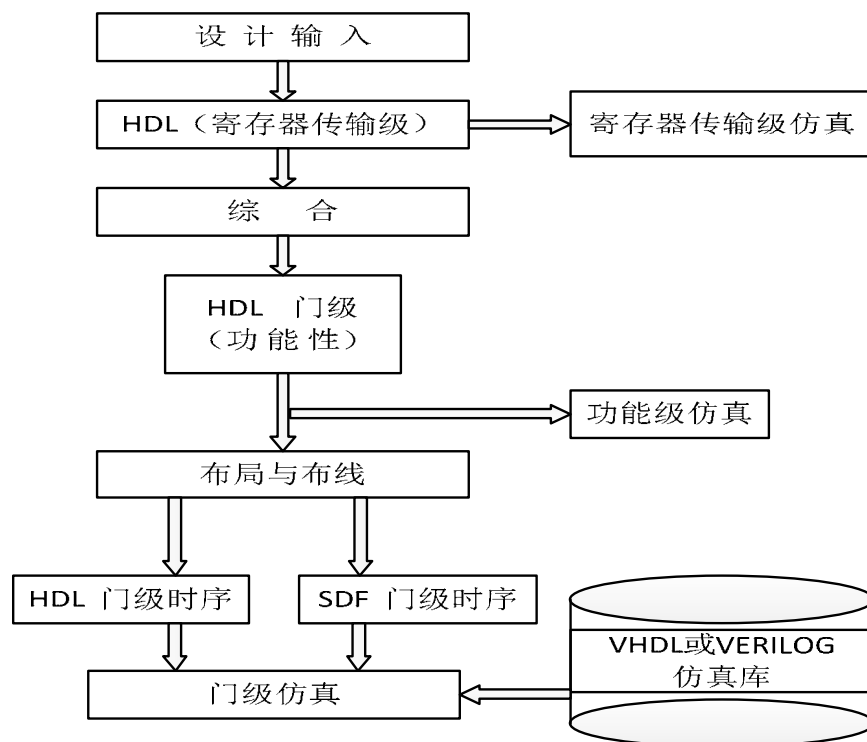 设计输入
HDL（寄存器传输级）
寄存器传输级仿真
综合
HDL 门级
（功能性）
功能级仿真
布局与布线
HDL 门级时序
SDF 门级时序
VHDL或VERILOG
仿真库
门级仿真